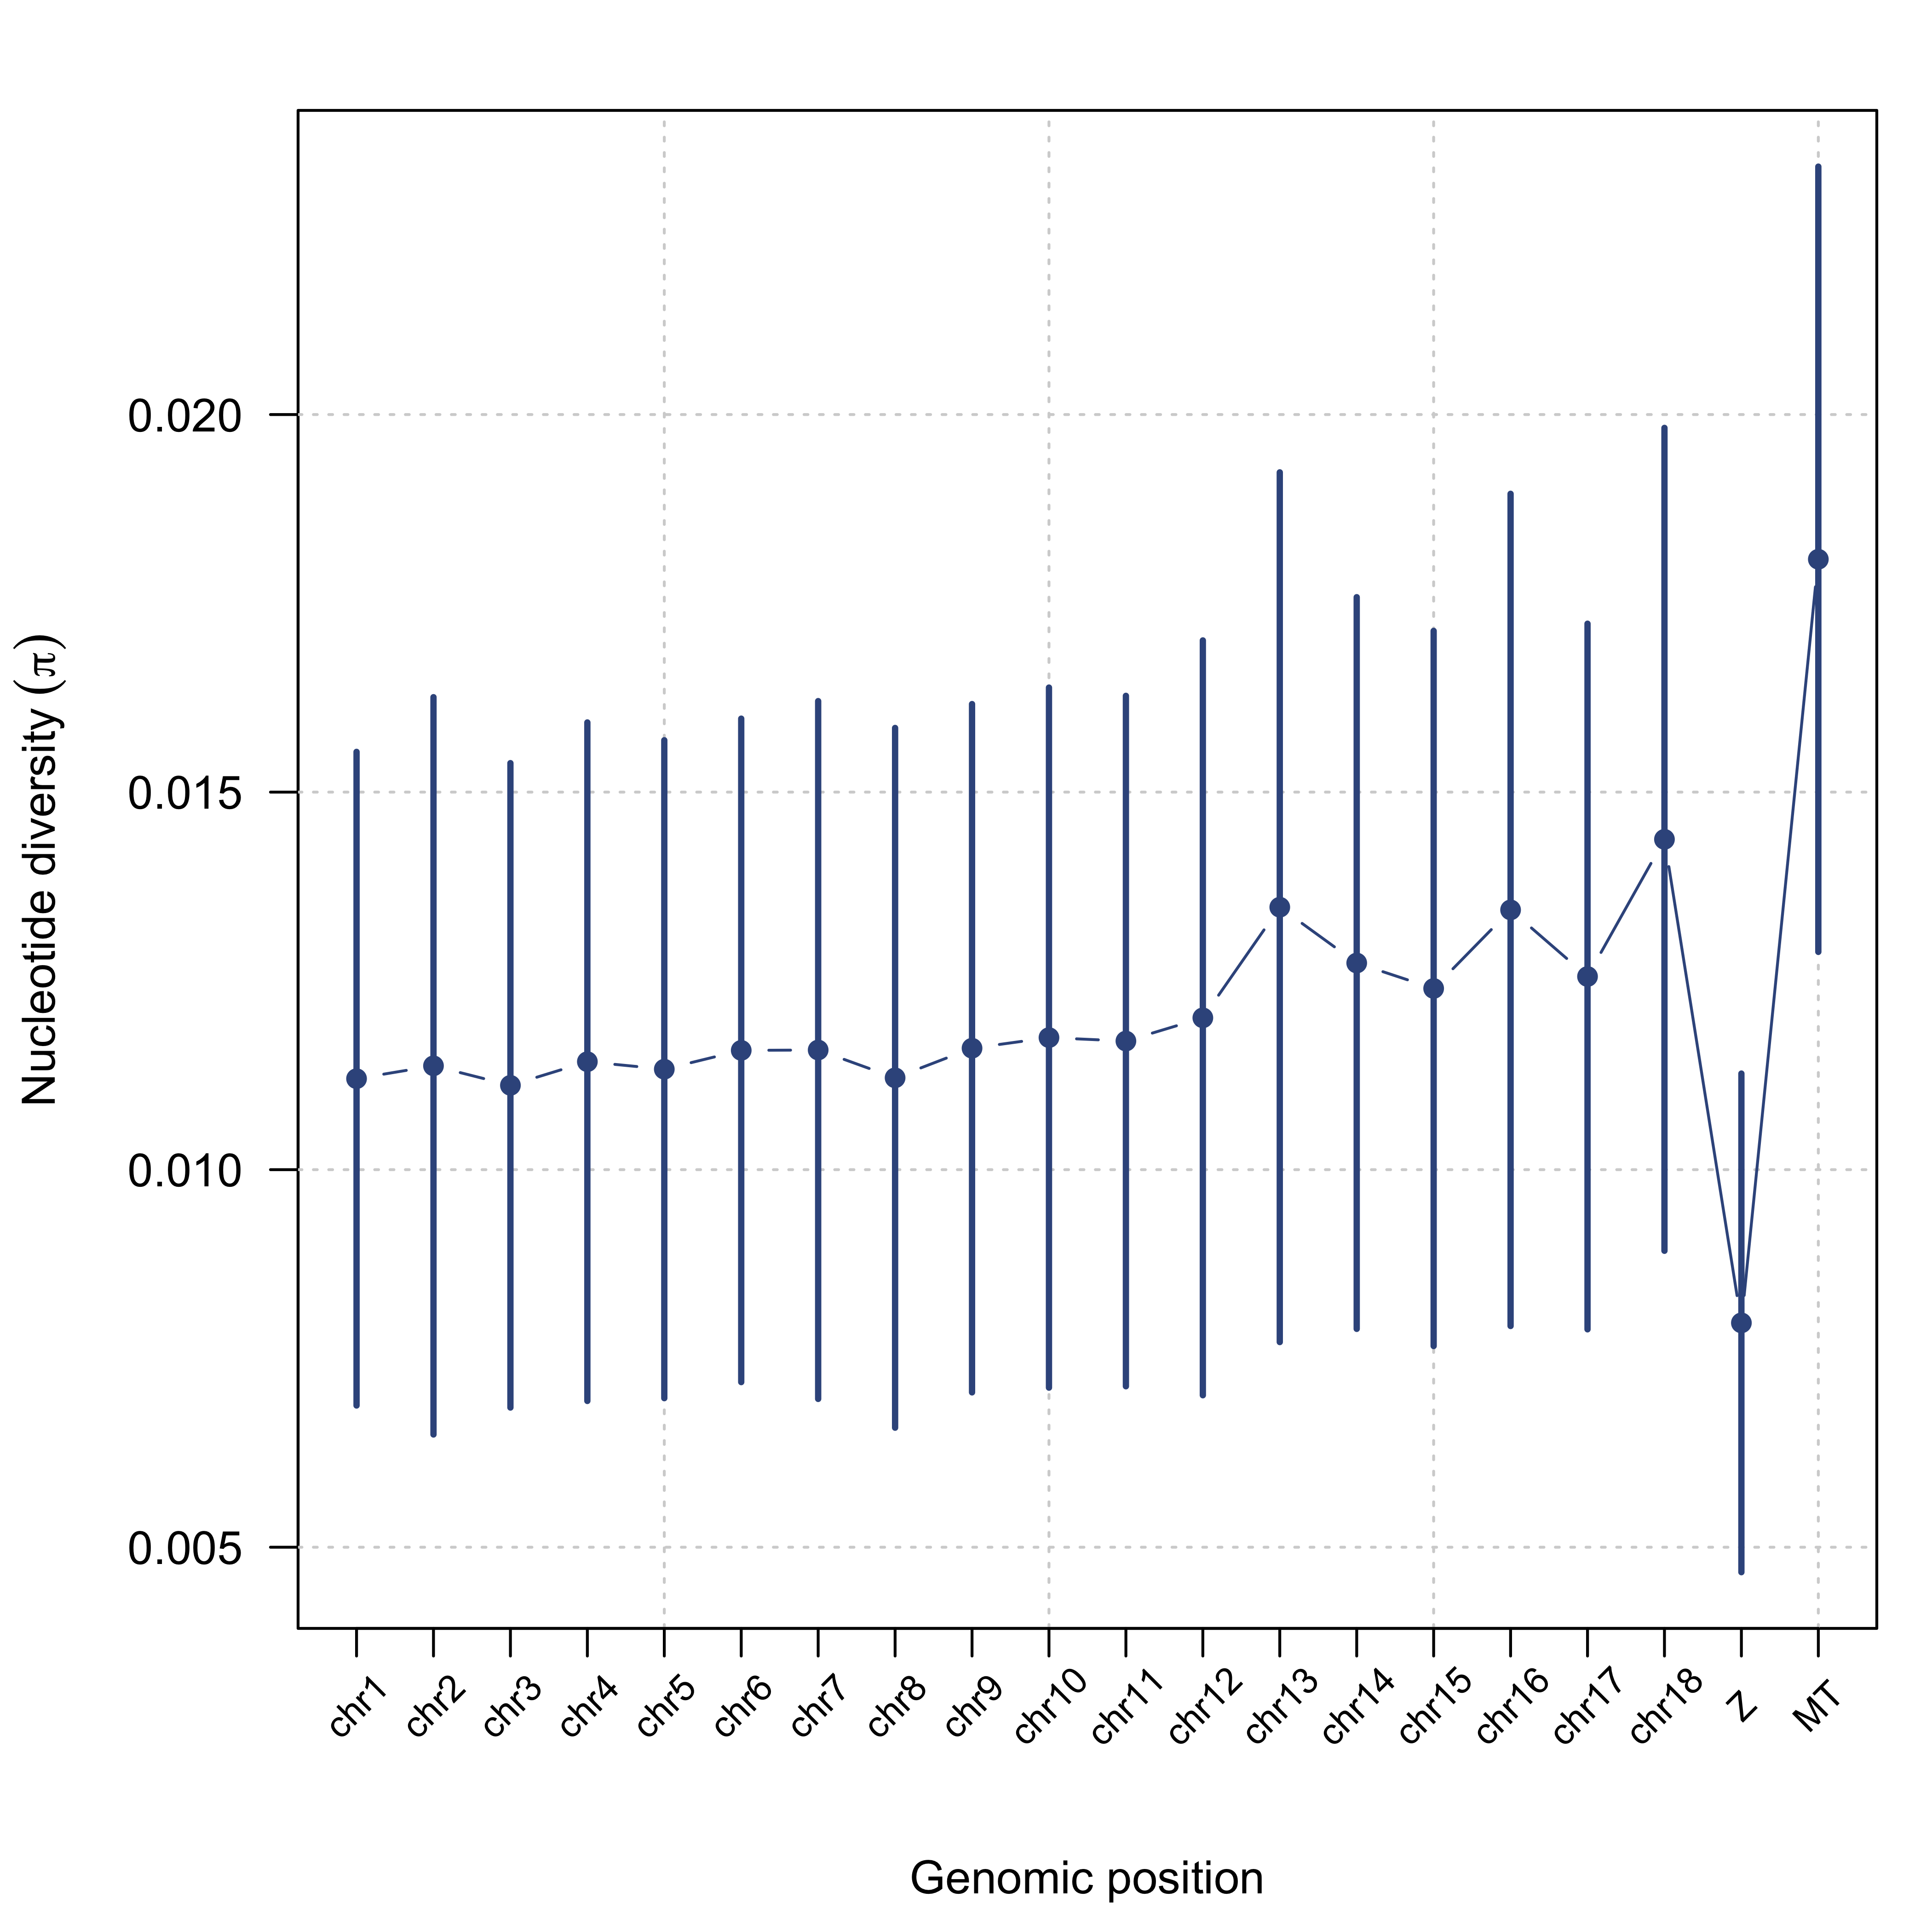 Nucleotide diversity (π)
0.020
0.015
0.010
0.005
chr1
chr2
chr3
chr4
chr5
chr6
chr7
chr8
chr9
chr10
chr11
chr12
chr13
chr14
chr15
chr16
chr17
chr18
Z
MT
Genomic position